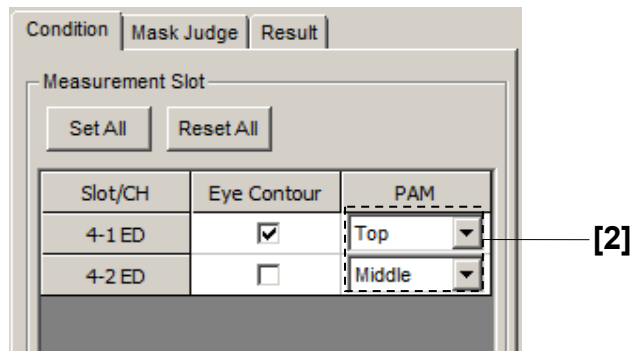 Condition Mask Judge Result
Measurement Slot
Set All Reset All
Slot/CH Eye Contour PAM
4-1 ED Top
[2]
4-2 ED Middle